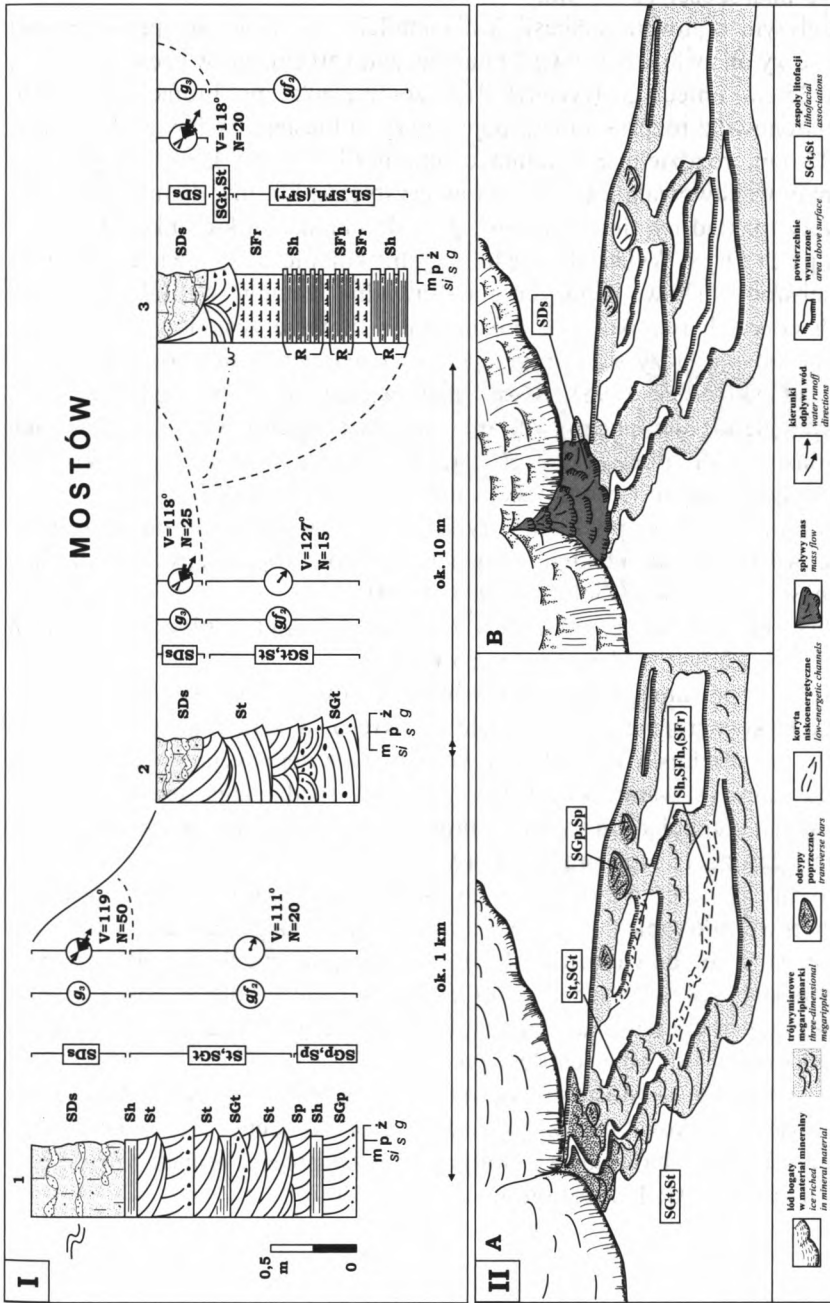 I
MOSTÓW
1
SDs
Sh
St
St
SGt
St
Sp
Sh
SGp
m p ż
si s g
0,5
m
0
SDs
St,SGt
SGp,Sp
g₃
gf₂
V=119°
N=50
V=111°
N=20
ok. 1 km
2
SDs
St
SGt
m p ż
si s g
SDs
SGt,St
g₃
gf₂
V=118°
N=25
V=127°
N=15
ok. 10 m
3
SDs
SFr
Sh
SFh
SFr
Sh
R
R
R
m p ż
si s g
SDs
SGt,St
Sh,SFh,(SFr)
V=118°
N=20
g₃
gf₂
II
A
SGt,St
St,SGt
SGp,Sp
Sh,SFh,(SFr)
B
SDs
lód bogaty
w materiał mineralny
ice riched
in mineral material
trójwymiarowe
megariplemarki
three-dimensional
megaripples
odsypy
poprzeczne
transverse bars
koryta
niskoenergetyczne
low-energetic channels
spływy mas
mass flow
kierunki
odpływu wód
water runoff
directions
powierzchnie
wynurzone
area above surface
SGt,St
zespoły litofacji
lithofacial
associations